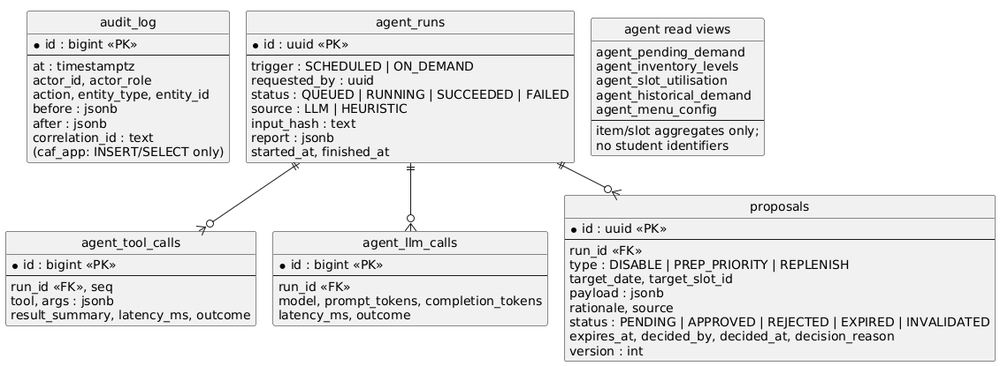 audit_log
id : bigint «PK»
at : timestamptz
actor_id, actor_role
action, entity_type, entity_id
before : jsonb
after : jsonb
correlation_id : text
(caf_app: INSERT/SELECT only)
agent_runs
id : uuid «PK»
trigger : SCHEDULED | ON_DEMAND
requested_by : uuid
status : QUEUED | RUNNING | SUCCEEDED | FAILED
source : LLM | HEURISTIC
input_hash : text
report : jsonb
started_at, finished_at
agent read views
agent_pending_demand
agent_inventory_levels
agent_slot_utilisation
agent_historical_demand
agent_menu_config
item/slot aggregates only;
no student identifiers
agent_tool_calls
id : bigint «PK»
run_id «FK», seq
tool, args : jsonb
result_summary, latency_ms, outcome
agent_llm_calls
id : bigint «PK»
run_id «FK»
model, prompt_tokens, completion_tokens
latency_ms, outcome
proposals
id : uuid «PK»
run_id «FK»
type : DISABLE | PREP_PRIORITY | REPLENISH
target_date, target_slot_id
payload : jsonb
rationale, source
status : PENDING | APPROVED | REJECTED | EXPIRED | INVALIDATED
expires_at, decided_by, decided_at, decision_reason
version : int